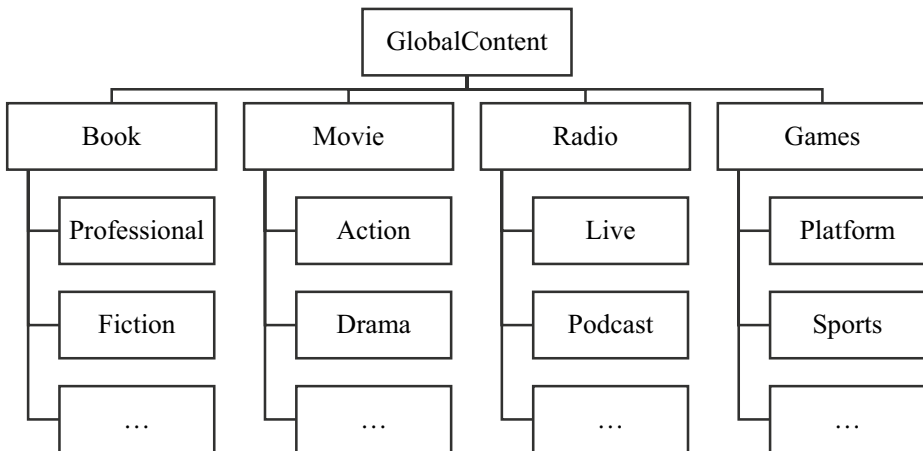 GlobalContent
Book
Movie
Radio
Games
Professional
Action
Live
Platform
Fiction
Drama
Podcast
Sports
…
…
…
…